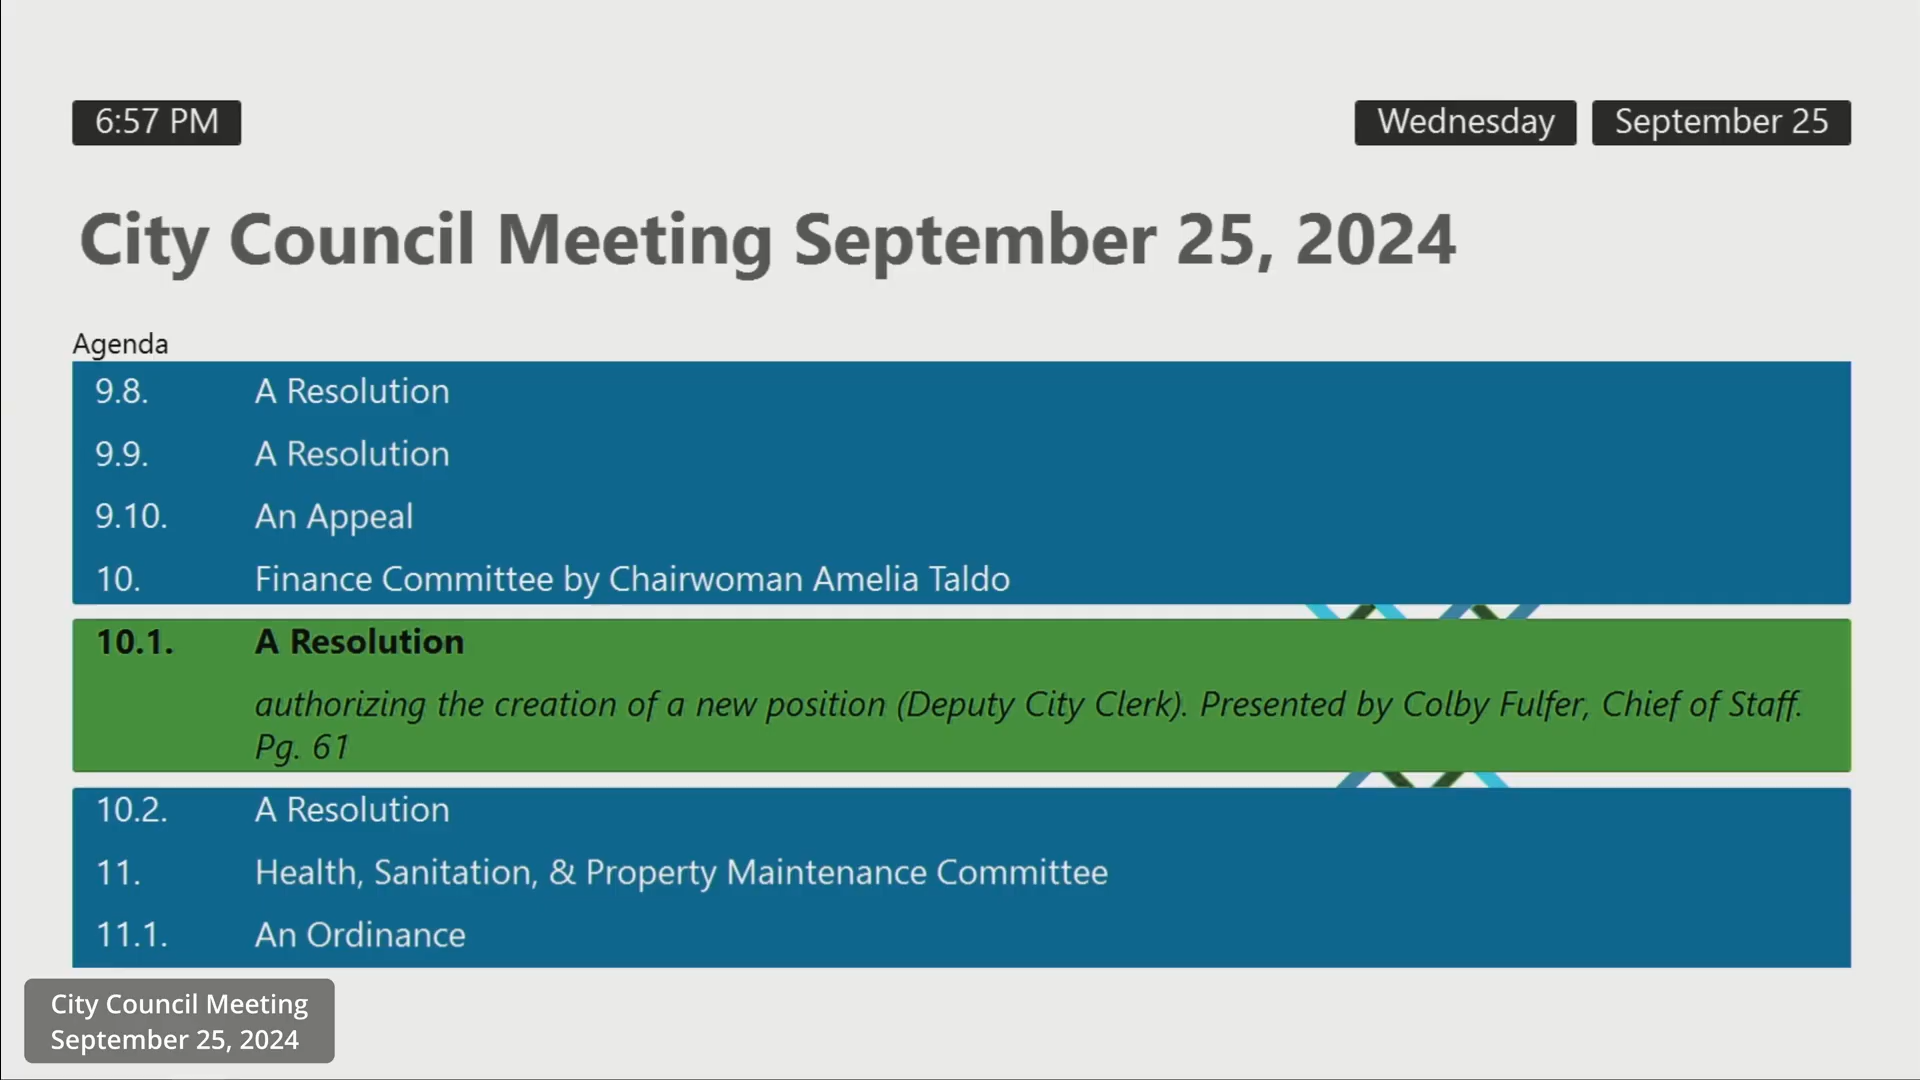 6:57 PM
Wednesday
September 25
City Council Meeting September 25, 2024
Agenda
9.8. A Resolution
9.9. A Resolution
9.10. An Appeal
10. Finance Committee by Chairwoman Amelia Taldo
10.1. A Resolution
authorizing the creation of a new position (Deputy City Clerk). Presented by Colby Fulfer, Chief of Staff.
Pg. 61
10.2. A Resolution
11. Health, Sanitation, & Property Maintenance Committee
11.1. An Ordinance
City Council Meeting
September 25, 2024